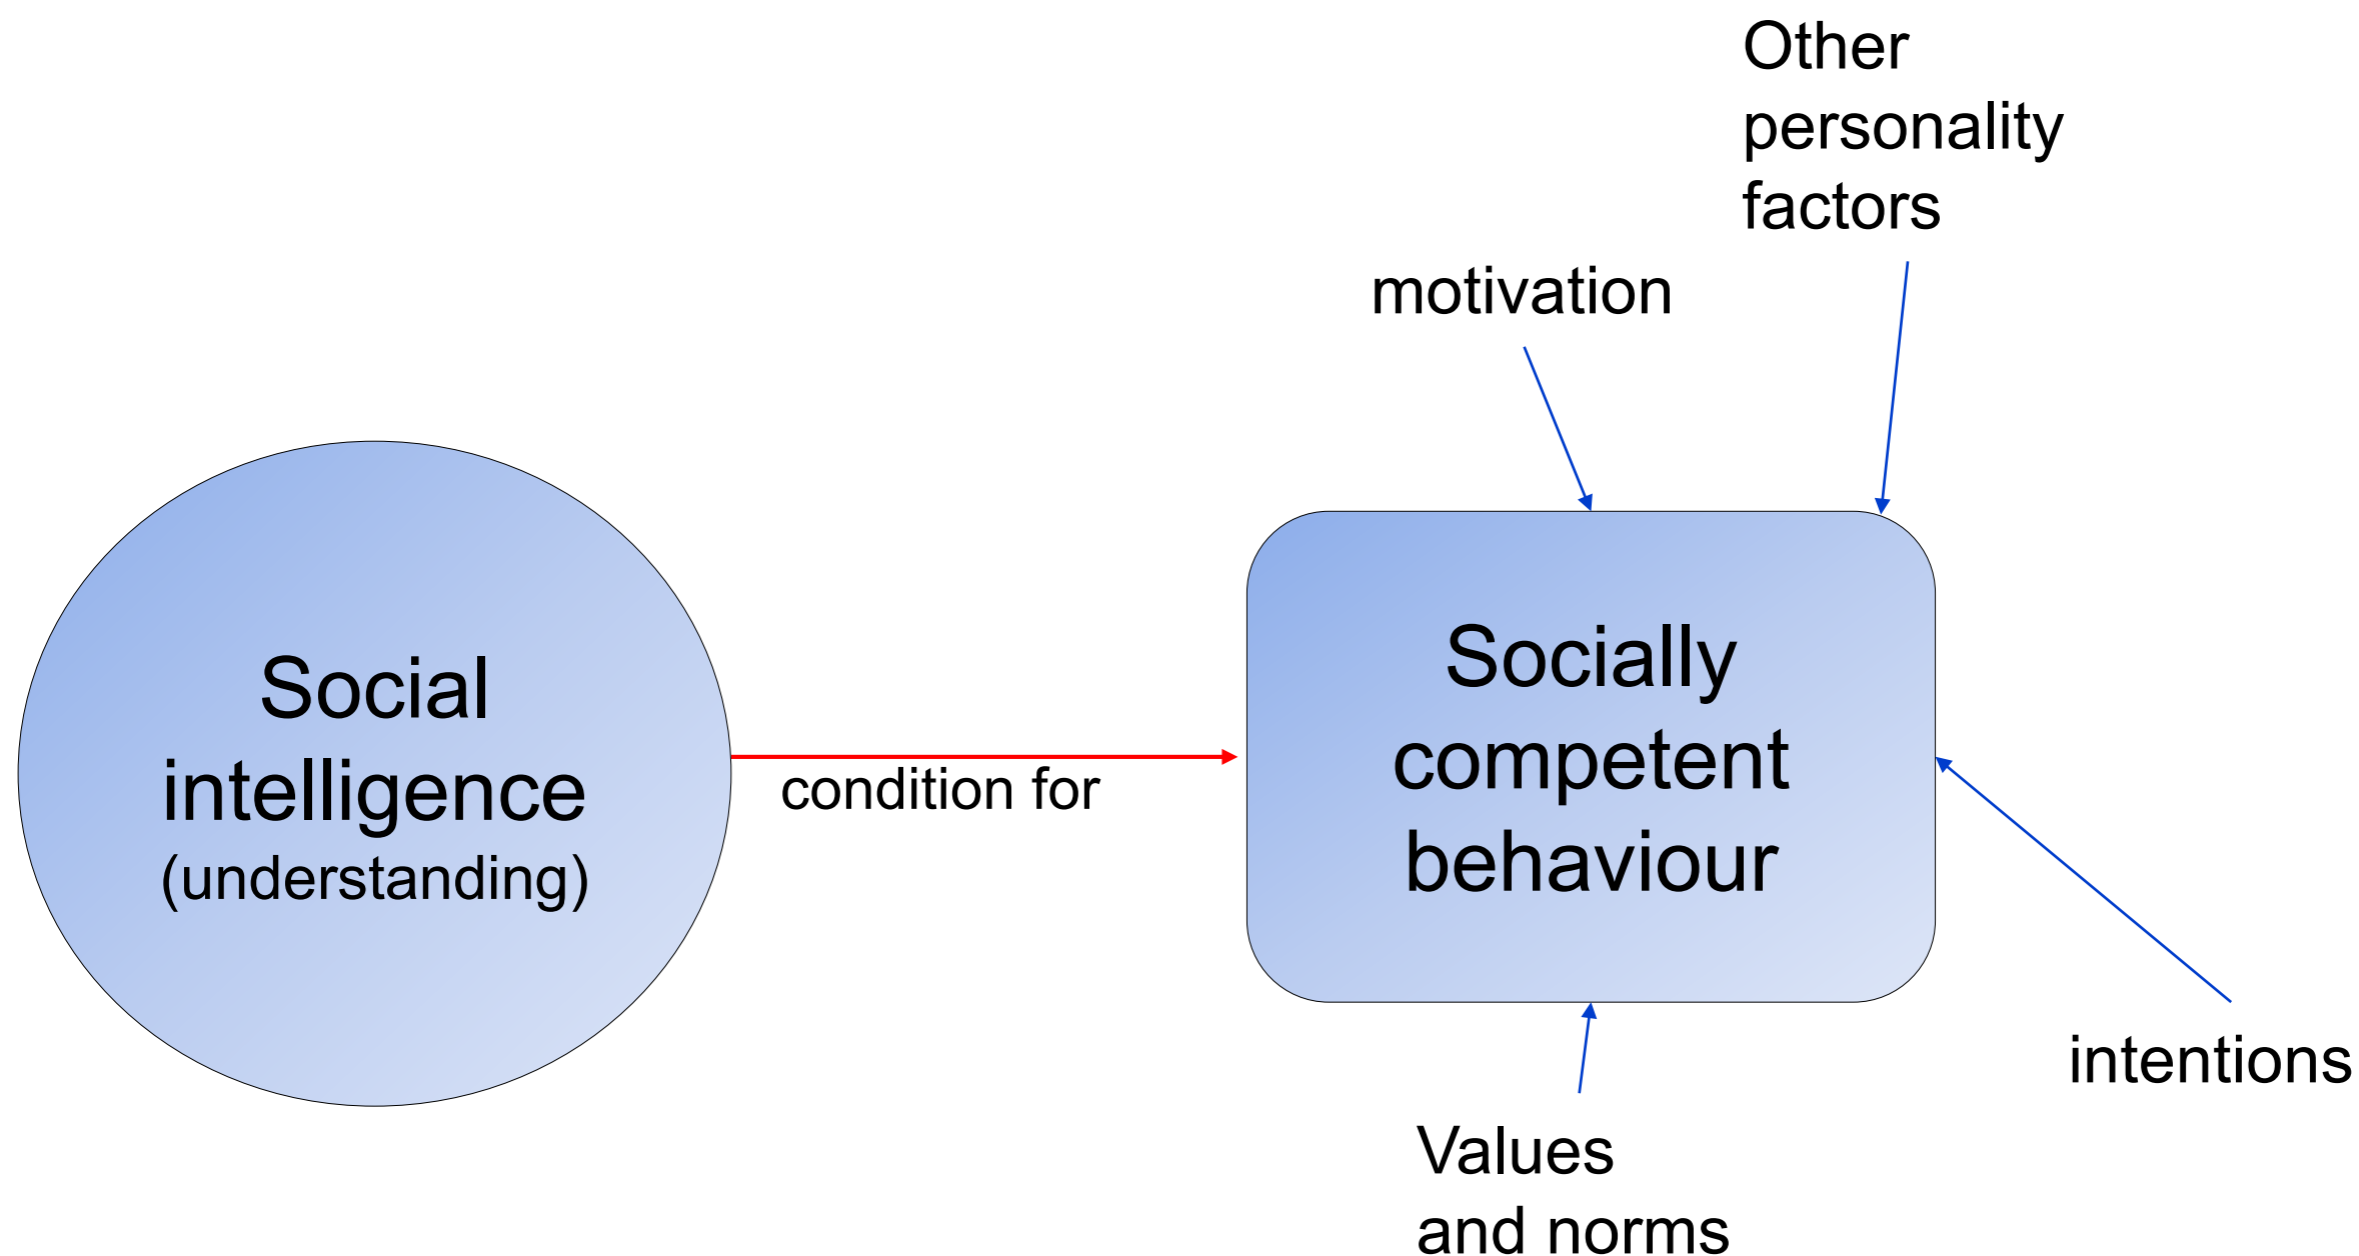 Other
personality
factors
motivation
Social
intelligence
(understanding)
condition for
Socially
competent
behaviour
intentions
Values
and norms